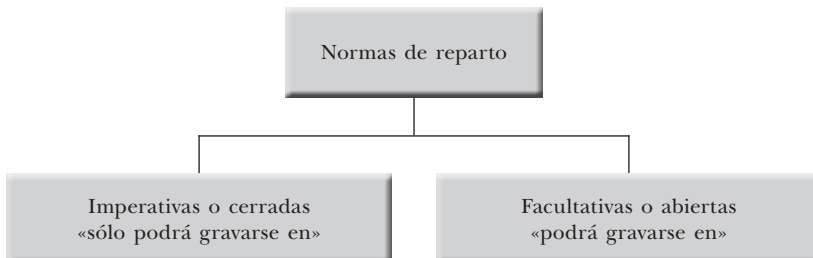 Normas de reparto
Imperativas o cerradas
«sólo podrá gravarse en»
Facultativas o abiertas
«podrá gravarse en»